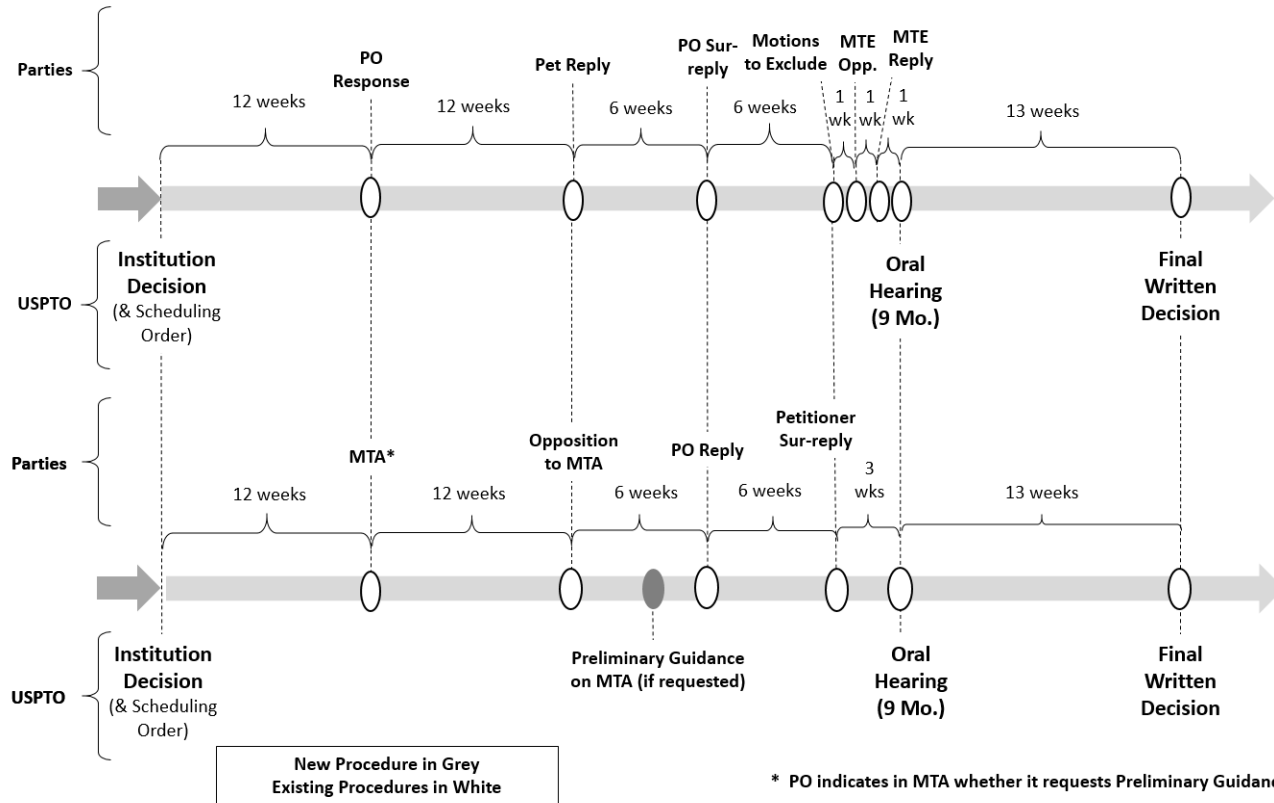 Parties
12 weeks
PO
Response
12 weeks
Pet Reply
6 weeks
PO Sur-
reply
6 weeks
Motions
to Exclude
1
wk
MTE
Opp.
1
wk
MTE
Reply
1
wk
13 weeks
USPTO
Institution
Decision
(& Scheduling
Order)
Oral
Hearing
(9 Mo.)
Final
Written
Decision
Parties
12 weeks
MTA*
12 weeks
Opposition
to MTA
6 weeks
PO Reply
6 weeks
Petitioner
Sur-reply
3
wks
13 weeks
USPTO
Institution
Decision
(& Scheduling
Order)
Preliminary Guidance
on MTA (if requested)
Oral
Hearing
(9 Mo.)
Final
Written
Decision
New Procedure in Grey
Existing Procedures in White
* PO indicates in MTA whether it requests Preliminary Guidanc